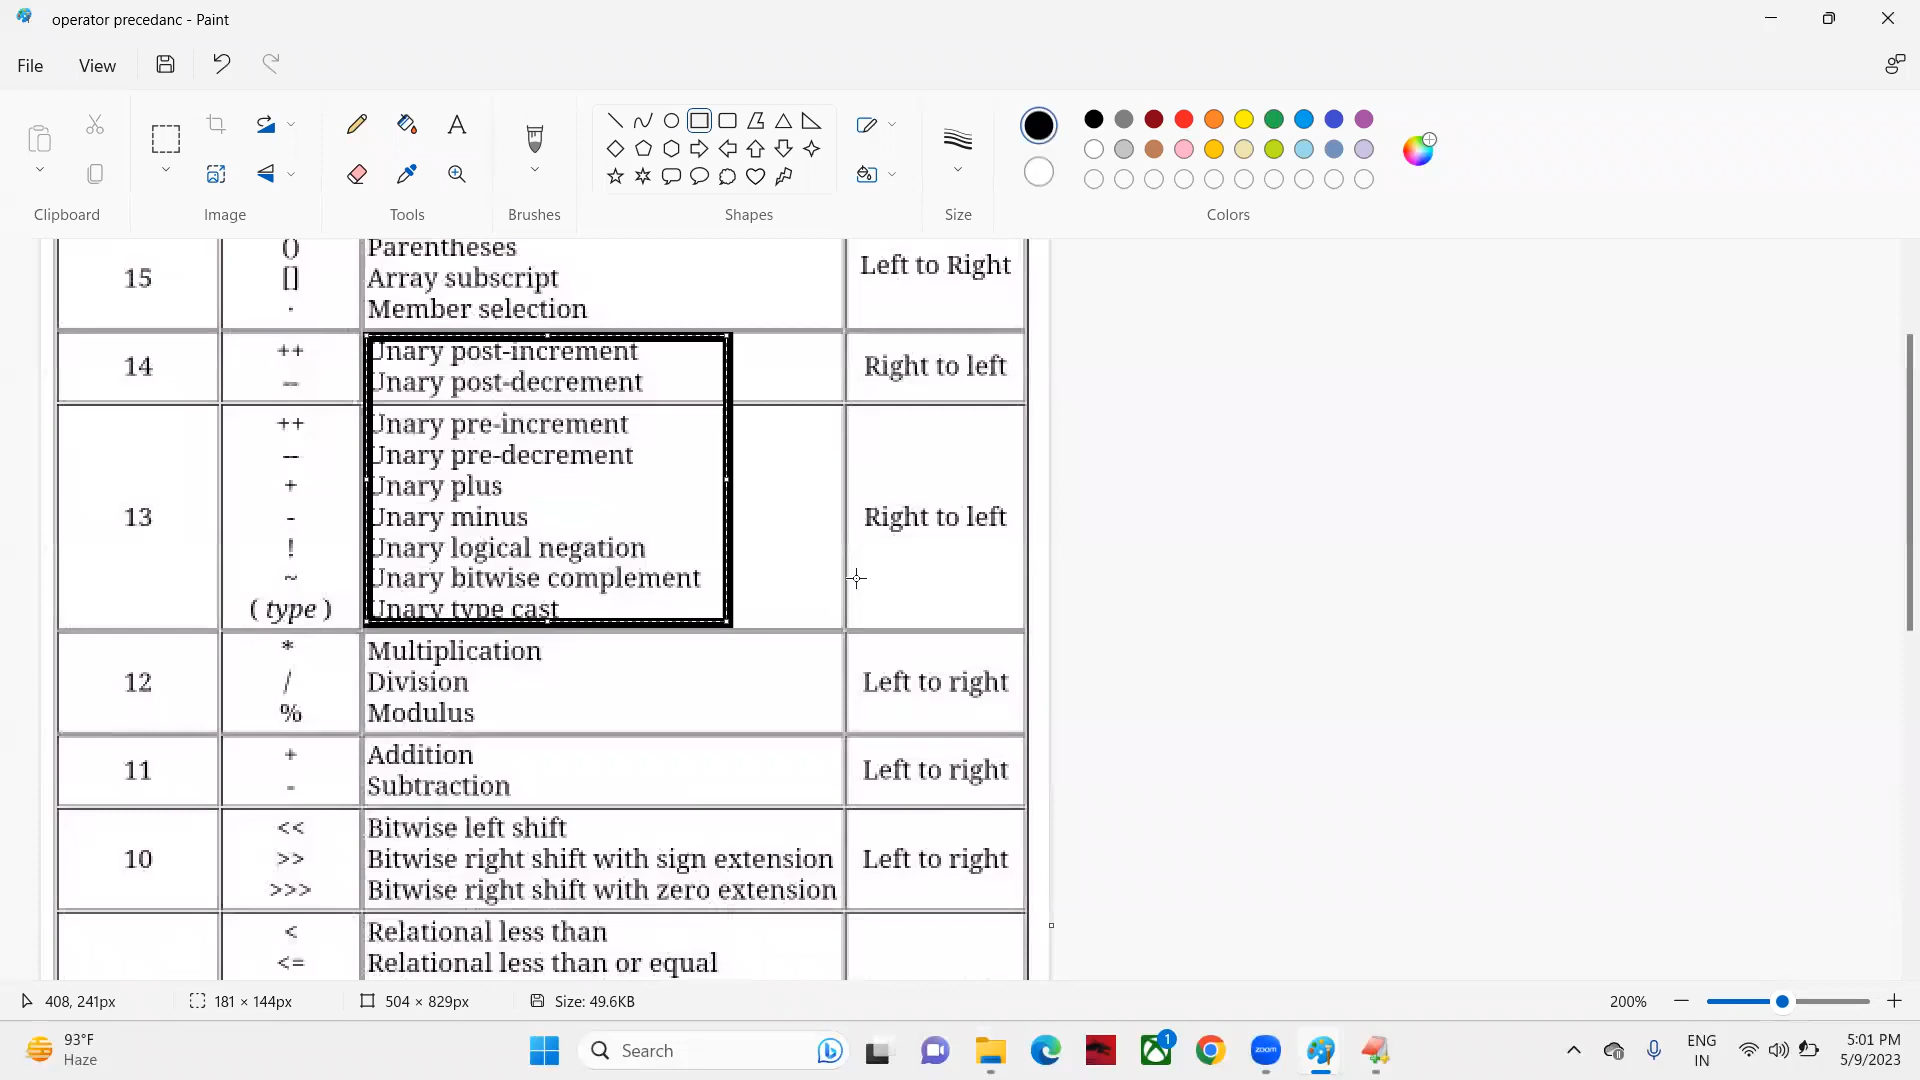 operator precedanc - Paint
File View
Clipboard
Image
Tools
Brushes
Shapes
Size
Colors
15
()
[]
.
Parentheses
Array subscript
Member selection
Left to Right
14
++
--
Unary post-increment
Unary post-decrement
Right to left
13
++
--
+
-
!
~
( type )
Unary pre-increment
Unary pre-decrement
Unary plus
Unary minus
Unary logical negation
Unary bitwise complement
Unary type cast
Right to left
12
*
/
%
Multiplication
Division
Modulus
Left to right
11
+
-
Addition
Subtraction
Left to right
10
<<
>>
>>>
Bitwise left shift
Bitwise right shift with sign extension
Bitwise right shift with zero extension
Left to right
<
<=
Relational less than
Relational less than or equal
408, 241px
181 × 144px
504 × 829px
Size: 49.6KB
200%
93°F
Haze
Search
zoom
1
ENG
IN
5:01 PM
5/9/2023